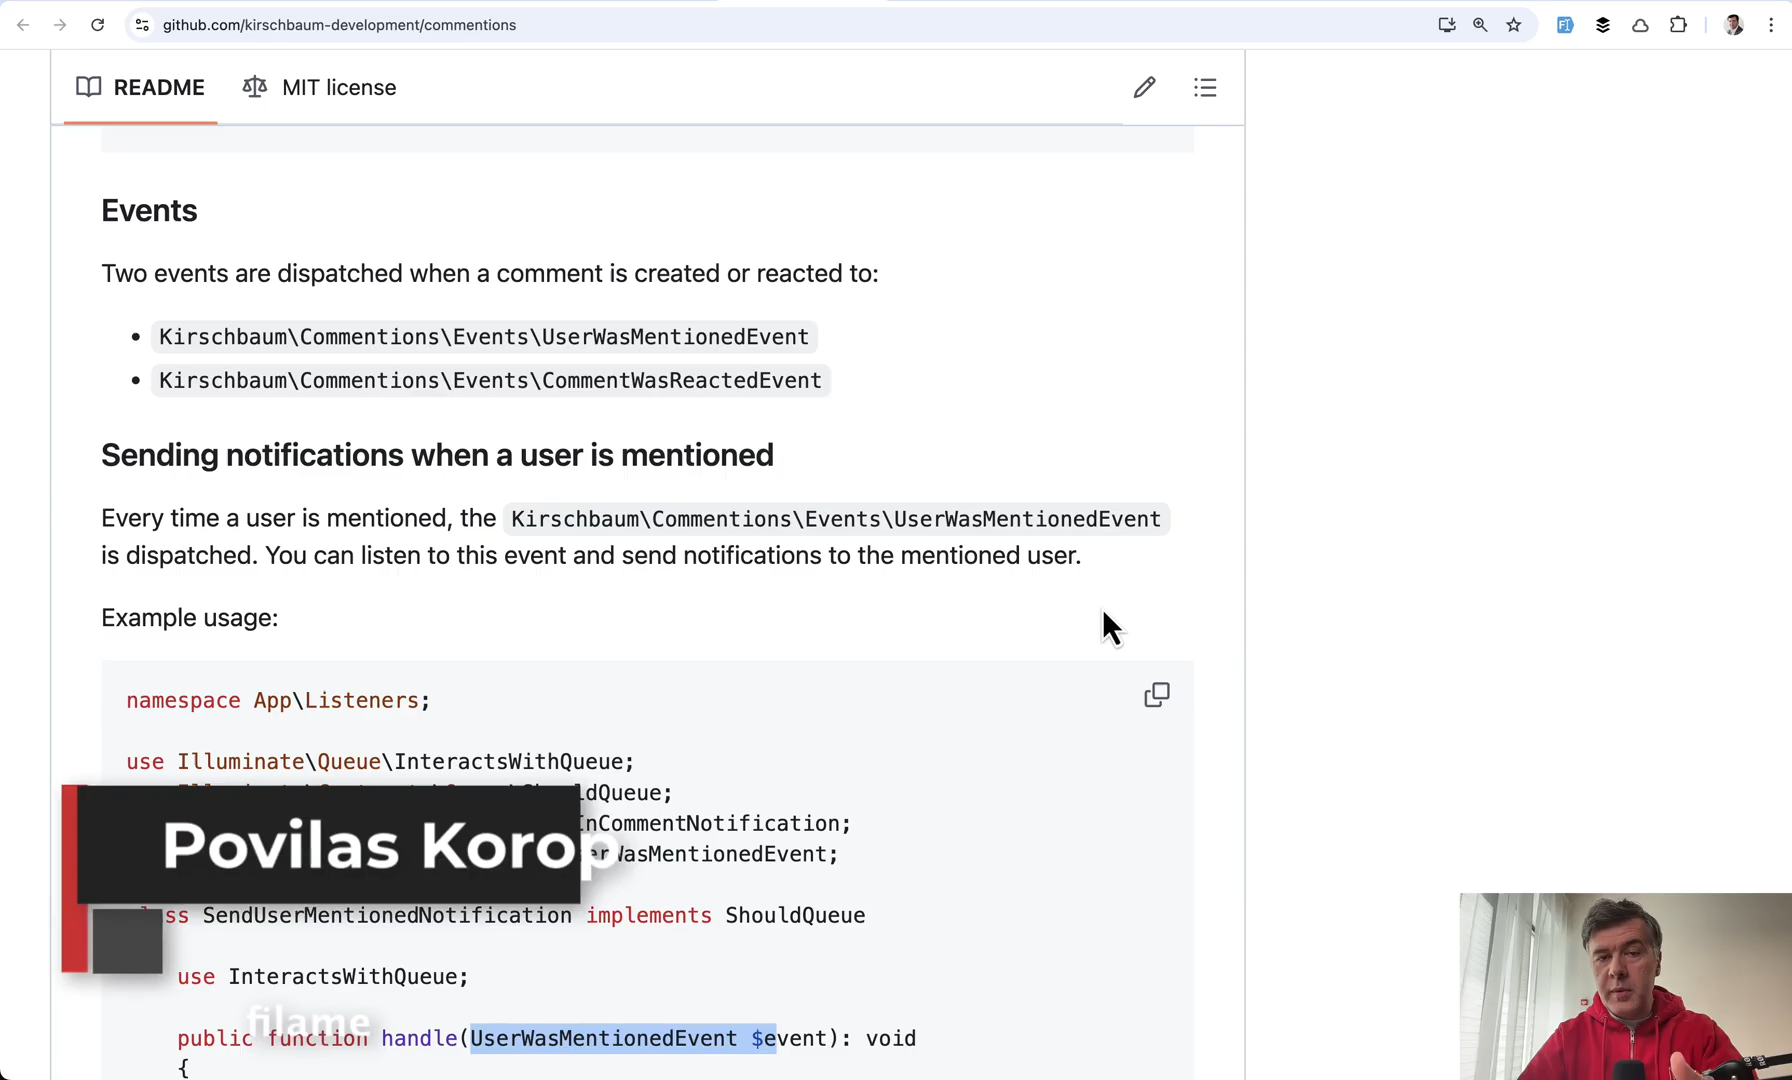 github.com/kirschbaum-development/commentions
README
MIT license
Events
Two events are dispatched when a comment is created or reacted to:
• Kirschbaum\Commentions\Events\UserWasMentionedEvent
• Kirschbaum\Commentions\Events\CommentWasReactedEvent
Sending notifications when a user is mentioned
Every time a user is mentioned, the Kirschbaum\Commentions\Events\UserWasMentionedEvent
is dispatched. You can listen to this event and send notifications to the mentioned user.
Example usage:
namespace App\Listeners;
use Illuminate\Queue\InteractsWithQueue;
ldQueue;
InCommentNotification;
WasMentionedEvent;
Povilas Korop
SendUserMentionedNotification implements ShouldQueue
use InteractsWithQueue;
filame
public function handle(UserWasMentionedEvent $event): void
{